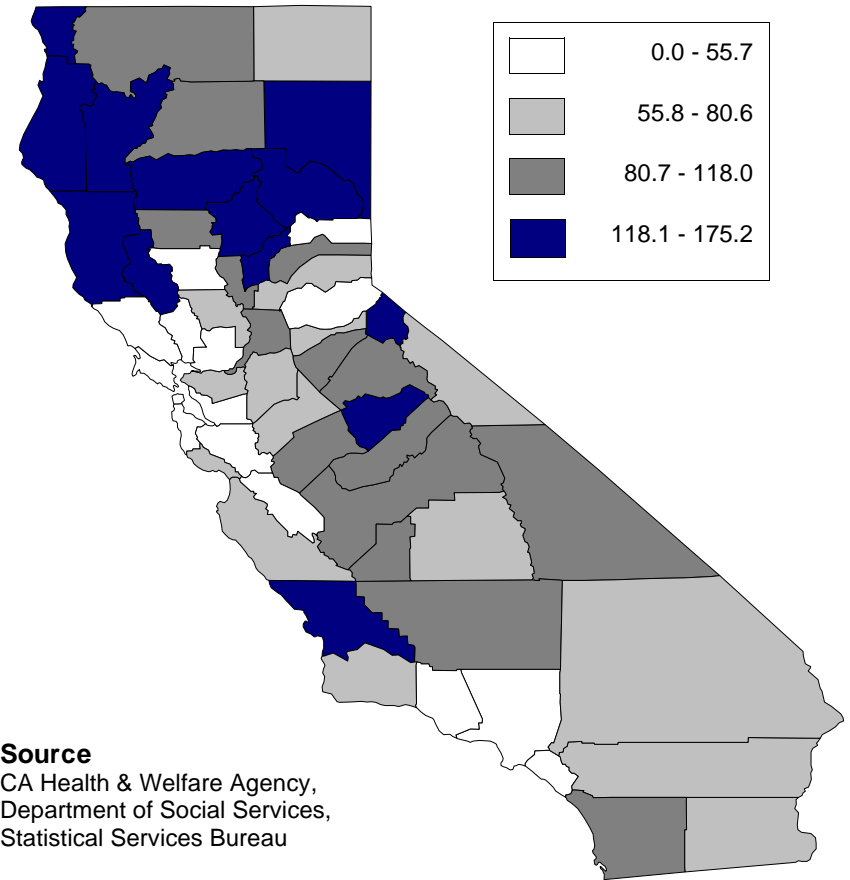 0.0 - 55.7
55.8 - 80.6
80.7 - 118.0
118.1 - 175.2
Source
CA Health & Welfare Agency,
Department of Social Services,
Statistical Services Bureau